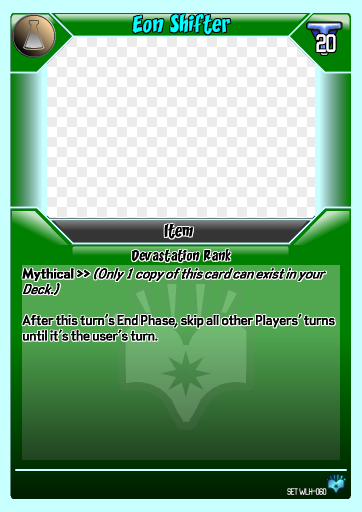 Eon Shifter
20
Item
Devastation Rank
Mythical >> (Only 1 copy of this card can exist in your
Deck.)
After this turn's End Phase, skip all other Players' turns
until it's the user's turn.
SET WLH-060